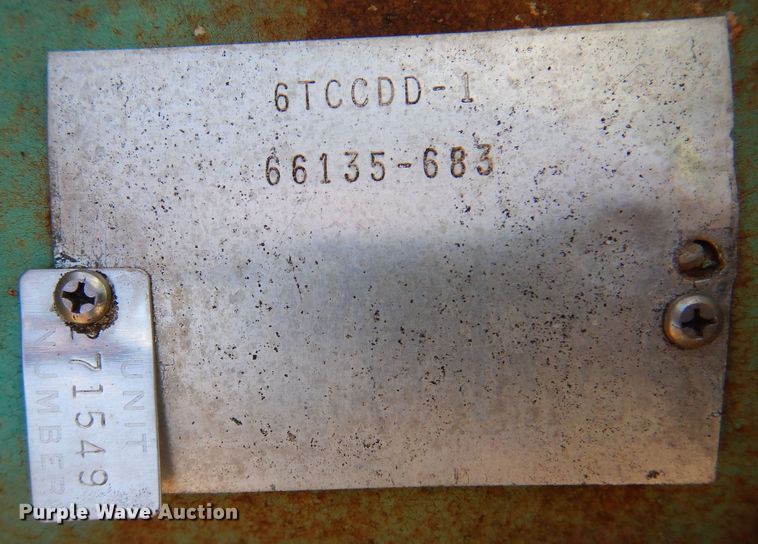 6TCCDD-1
66135-683
UNIT
NUMBER
71549
Purple Wave Auction